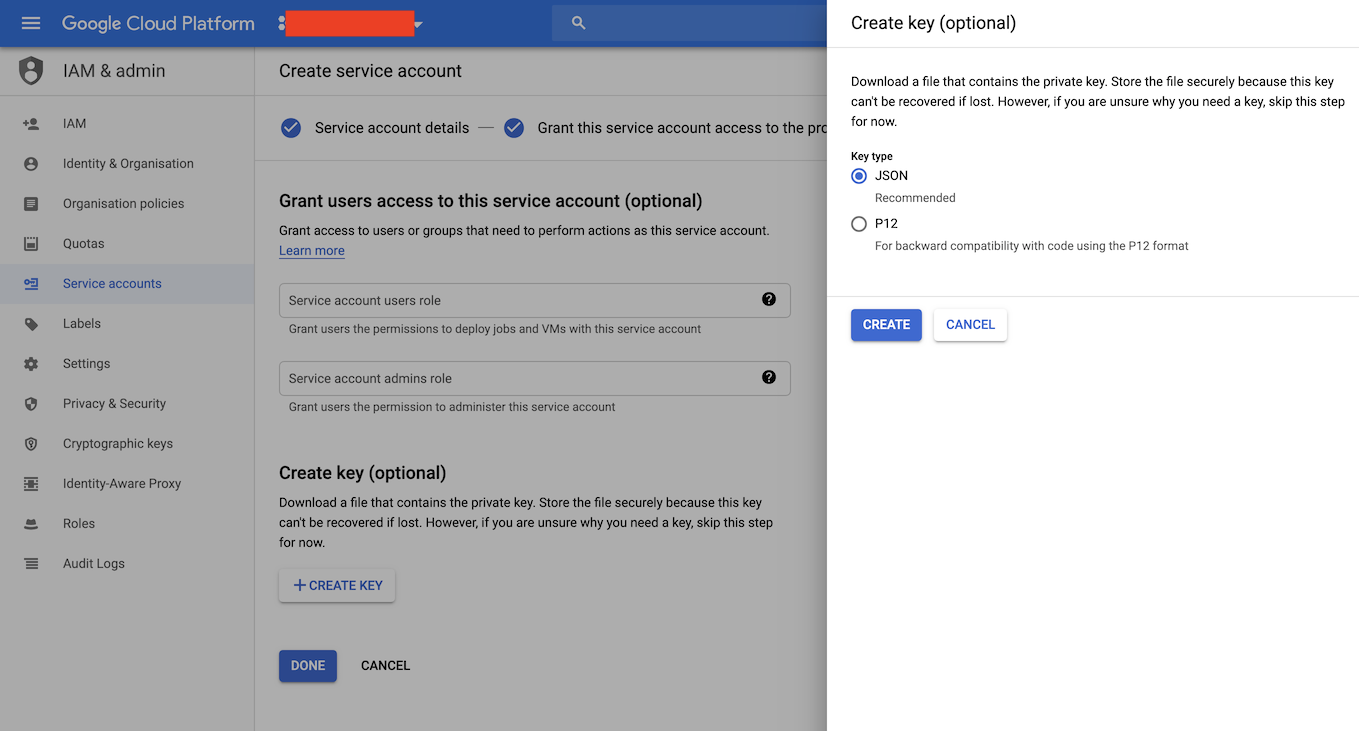 Google Cloud Platform
IAM & admin
IAM
Identity & Organisation
Organisation policies
Quotas
Service accounts
Labels
Settings
Privacy & Security
Cryptographic keys
Identity-Aware Proxy
Roles
Audit Logs
Create service account
Service account details — Grant this service account access to the pro
Grant users access to this service account (optional)
Grant access to users or groups that need to perform actions as this service account.
Learn more
Service account users role
Grant users the permissions to deploy jobs and VMs with this service account
Service account admins role
Grant users the permission to administer this service account
Create key (optional)
Download a file that contains the private key. Store the file securely because this key
can't be recovered if lost. However, if you are unsure why you need a key, skip this step
for now.
+ CREATE KEY
DONE CANCEL
Create key (optional)
Download a file that contains the private key. Store the file securely because this key
can't be recovered if lost. However, if you are unsure why you need a key, skip this step
for now.
Key type
JSON
Recommended
P12
For backward compatibility with code using the P12 format
CREATE CANCEL